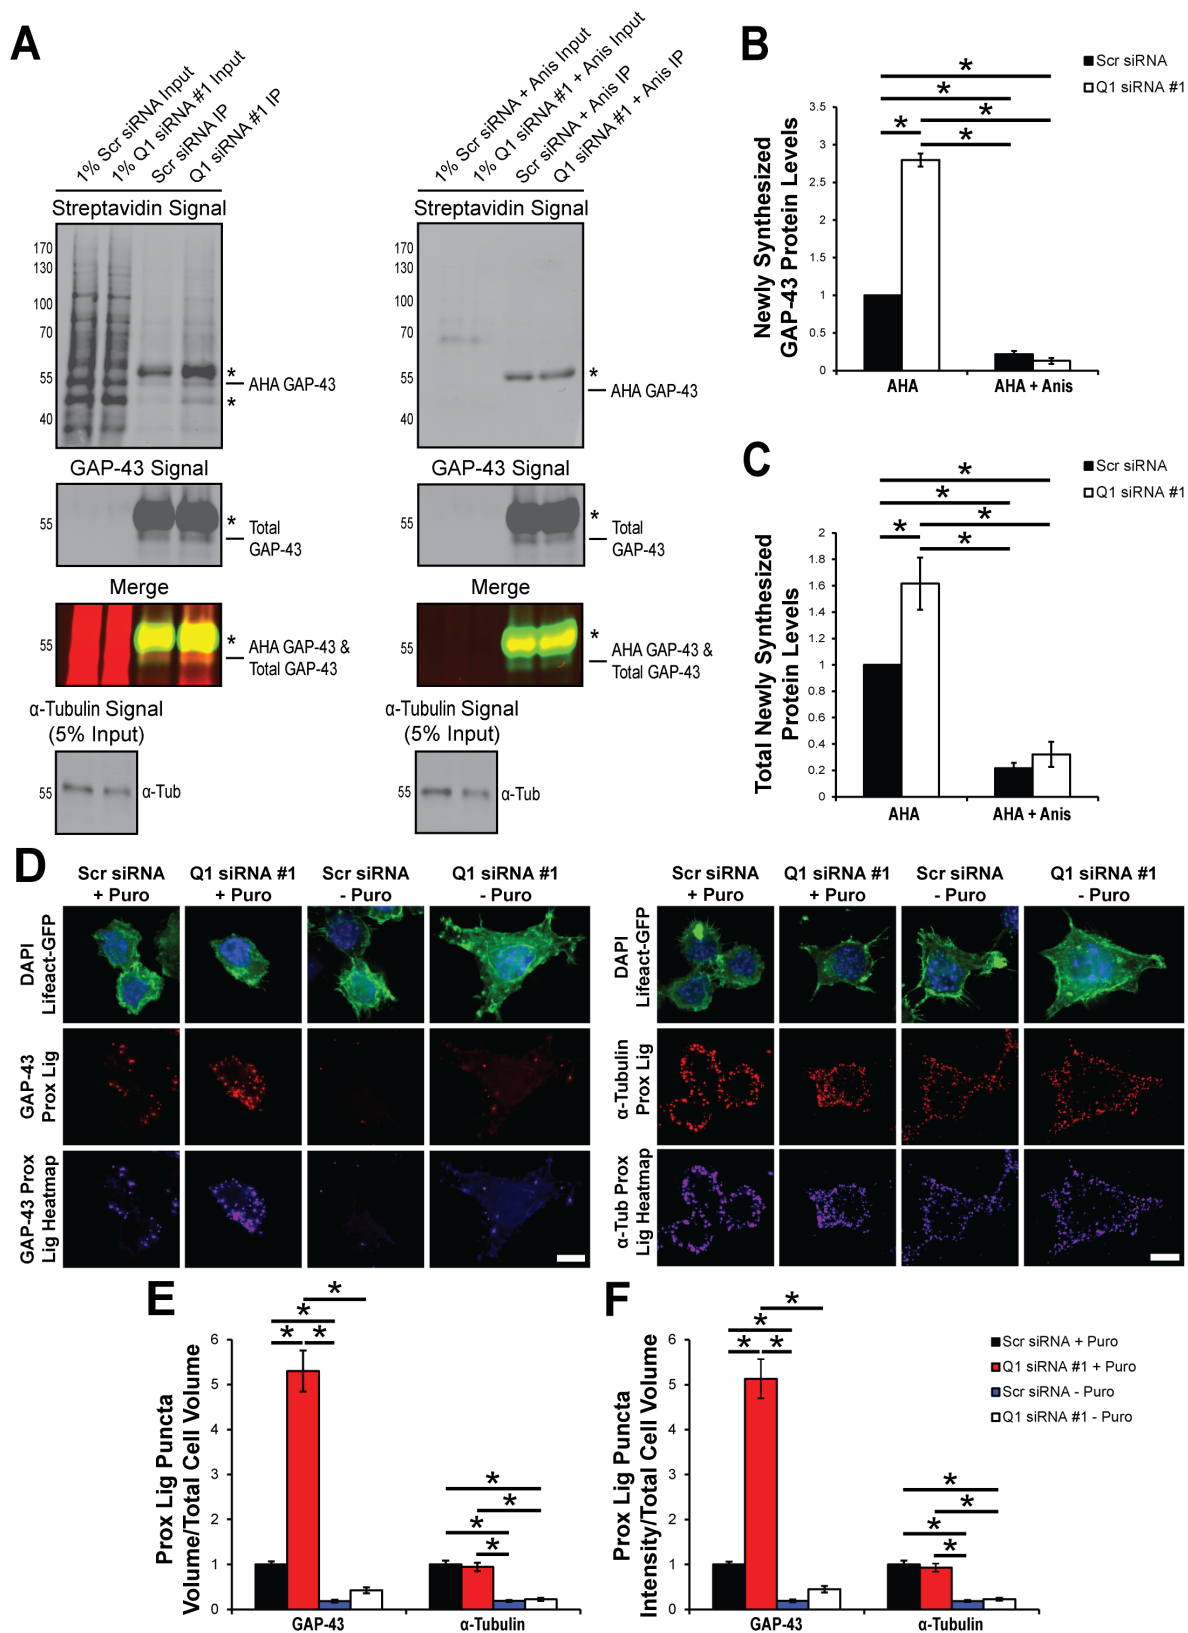 A
1% Scr siRNA Input
1% Q1 siRNA #1 Input
Scr siRNA IP
Q1 siRNA #1 IP
Streptavidin Signal
170
130
100
70
55
40
*
AHA GAP-43
*
GAP-43 Signal
55
*
Total
GAP-43
Merge
55
*
AHA GAP-43 &
Total GAP-43
α-Tubulin Signal
(5% Input)
55
α-Tub
1% Scr siRNA + Anis Input
1% Q1 siRNA #1 + Anis Input
Scr siRNA + Anis IP
Q1 siRNA #1 + Anis IP
Streptavidin Signal
170
130
100
70
55
40
*
AHA GAP-43
GAP-43 Signal
55
*
Total
GAP-43
Merge
55
*
AHA GAP-43 &
Total GAP-43
α-Tubulin Signal
(5% Input)
55
α-Tub
B
Scr siRNA
Q1 siRNA #1
*
*
*
*
*
Newly Synthesized
GAP-43 Protein Levels
3.5
3
2.5
2
1.5
1
0.5
0
AHA
AHA + Anis
C
Scr siRNA
Q1 siRNA #1
*
*
*
*
*
Total Newly Synthesized
Protein Levels
2
1.8
1.6
1.4
1.2
1
0.8
0.6
0.4
0.2
0
AHA
AHA + Anis
D
Scr siRNA
+ Puro
Q1 siRNA #1
+ Puro
Scr siRNA
- Puro
Q1 siRNA #1
- Puro
DAPI
Lifeact-GFP
GAP-43
Prox Lig
GAP-43 Prox
Lig Heatmap
Scr siRNA
+ Puro
Q1 siRNA #1
+ Puro
Scr siRNA
- Puro
Q1 siRNA #1
- Puro
DAPI
Lifeact-GFP
α-Tubulin
Prox Lig
α-Tub Prox
Lig Heatmap
E
*
*
*
*
*
*
*
*
Prox Lig Puncta
Volume/Total Cell Volume
6
5
4
3
2
1
0
GAP-43
α-Tubulin
F
*
*
*
*
*
*
*
*
Prox Lig Puncta
Intensity/Total Cell Volume
6
5
4
3
2
1
0
GAP-43
α-Tubulin
Scr siRNA + Puro
Q1 siRNA #1 + Puro
Scr siRNA - Puro
Q1 siRNA #1 - Puro